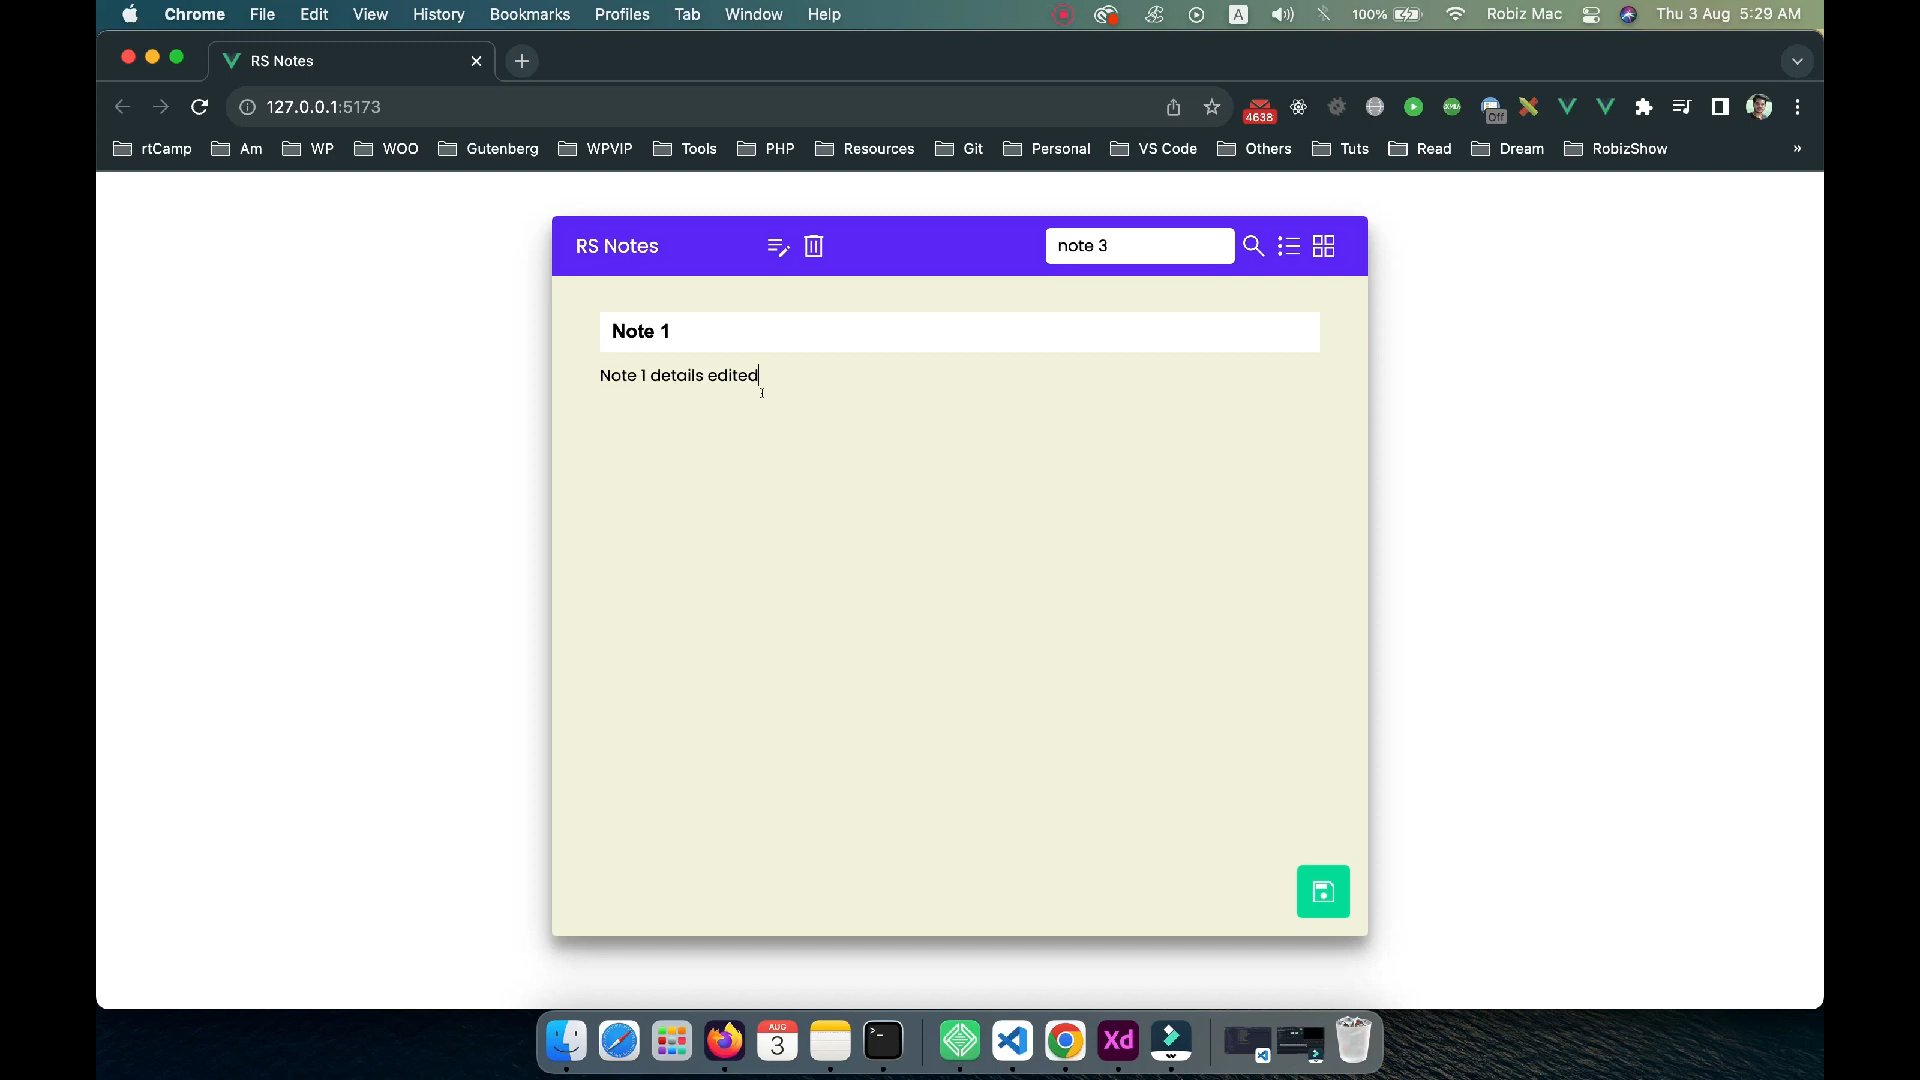 Chrome File Edit View History Bookmarks Profiles Tab Window Help A 100% Robiz Mac Thu 3 Aug 5:29 AM
RS Notes
127.0.0.1:5173 4638 Off
rtCamp Am WP WOO Gutenberg WPVIP Tools PHP Resources Git Personal VS Code Others Tuts Read Dream RobizShow »
RS Notes note 3
Note 1
Note 1 details edited
AUG
3
>_
Xd